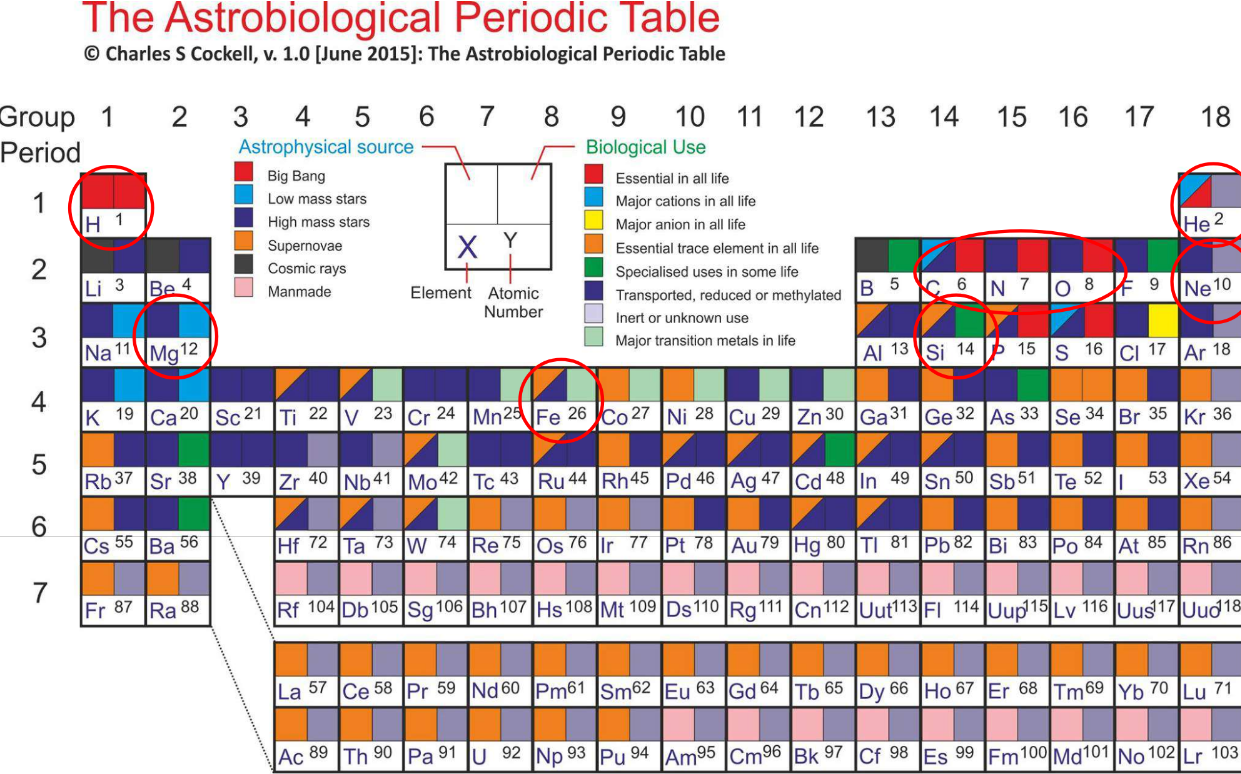 The Astrobiological Periodic Table
© Charles S Cockell, v. 1.0 [June 2015]: The Astrobiological Periodic Table
Group 1 2 3 4 5 6 7 8 9 10 11 12 13 14 15 16 17 18
Period
Astrophysical source
Big Bang
Low mass stars
High mass stars
Supernovae
Cosmic rays
Manmade
X Y
Element Atomic
Number
Biological Use
Essential in all life
Major cations in all life
Major anion in all life
Essential trace element in all life
Specialised uses in some life
Transported, reduced or methylated
Inert or unknown use
Major transition metals in life
1
H 1 He 2
2
Li 3 Be 4 B 5 C 6 N 7 O 8 F 9 Ne 10
3
Na 11 Mg 12 Al 13 Si 14 P 15 S 16 Cl 17 Ar 18
4
K 19 Ca 20 Sc 21 Ti 22 V 23 Cr 24 Mn 25 Fe 26 Co 27 Ni 28 Cu 29 Zn 30 Ga 31 Ge 32 As 33 Se 34 Br 35 Kr 36
5
Rb 37 Sr 38 Y 39 Zr 40 Nb 41 Mo 42 Tc 43 Ru 44 Rh 45 Pd 46 Ag 47 Cd 48 In 49 Sn 50 Sb 51 Te 52 I 53 Xe 54
6
Cs 55 Ba 56 Hf 72 Ta 73 W 74 Re 75 Os 76 Ir 77 Pt 78 Au 79 Hg 80 Tl 81 Pb 82 Bi 83 Po 84 At 85 Rn 86
7
Fr 87 Ra 88 Rf 104 Db 105 Sg 106 Bh 107 Hs 108 Mt 109 Ds 110 Rg 111 Cn 112 Uut 113 Fl 114 Uup 115 Lv 116 Uus 117 Uuo 118
La 57 Ce 58 Pr 59 Nd 60 Pm 61 Sm 62 Eu 63 Gd 64 Tb 65 Dy 66 Ho 67 Er 68 Tm 69 Yb 70 Lu 71
Ac 89 Th 90 Pa 91 U 92 Np 93 Pu 94 Am 95 Cm 96 Bk 97 Cf 98 Es 99 Fm 100 Md 101 No 102 Lr 103